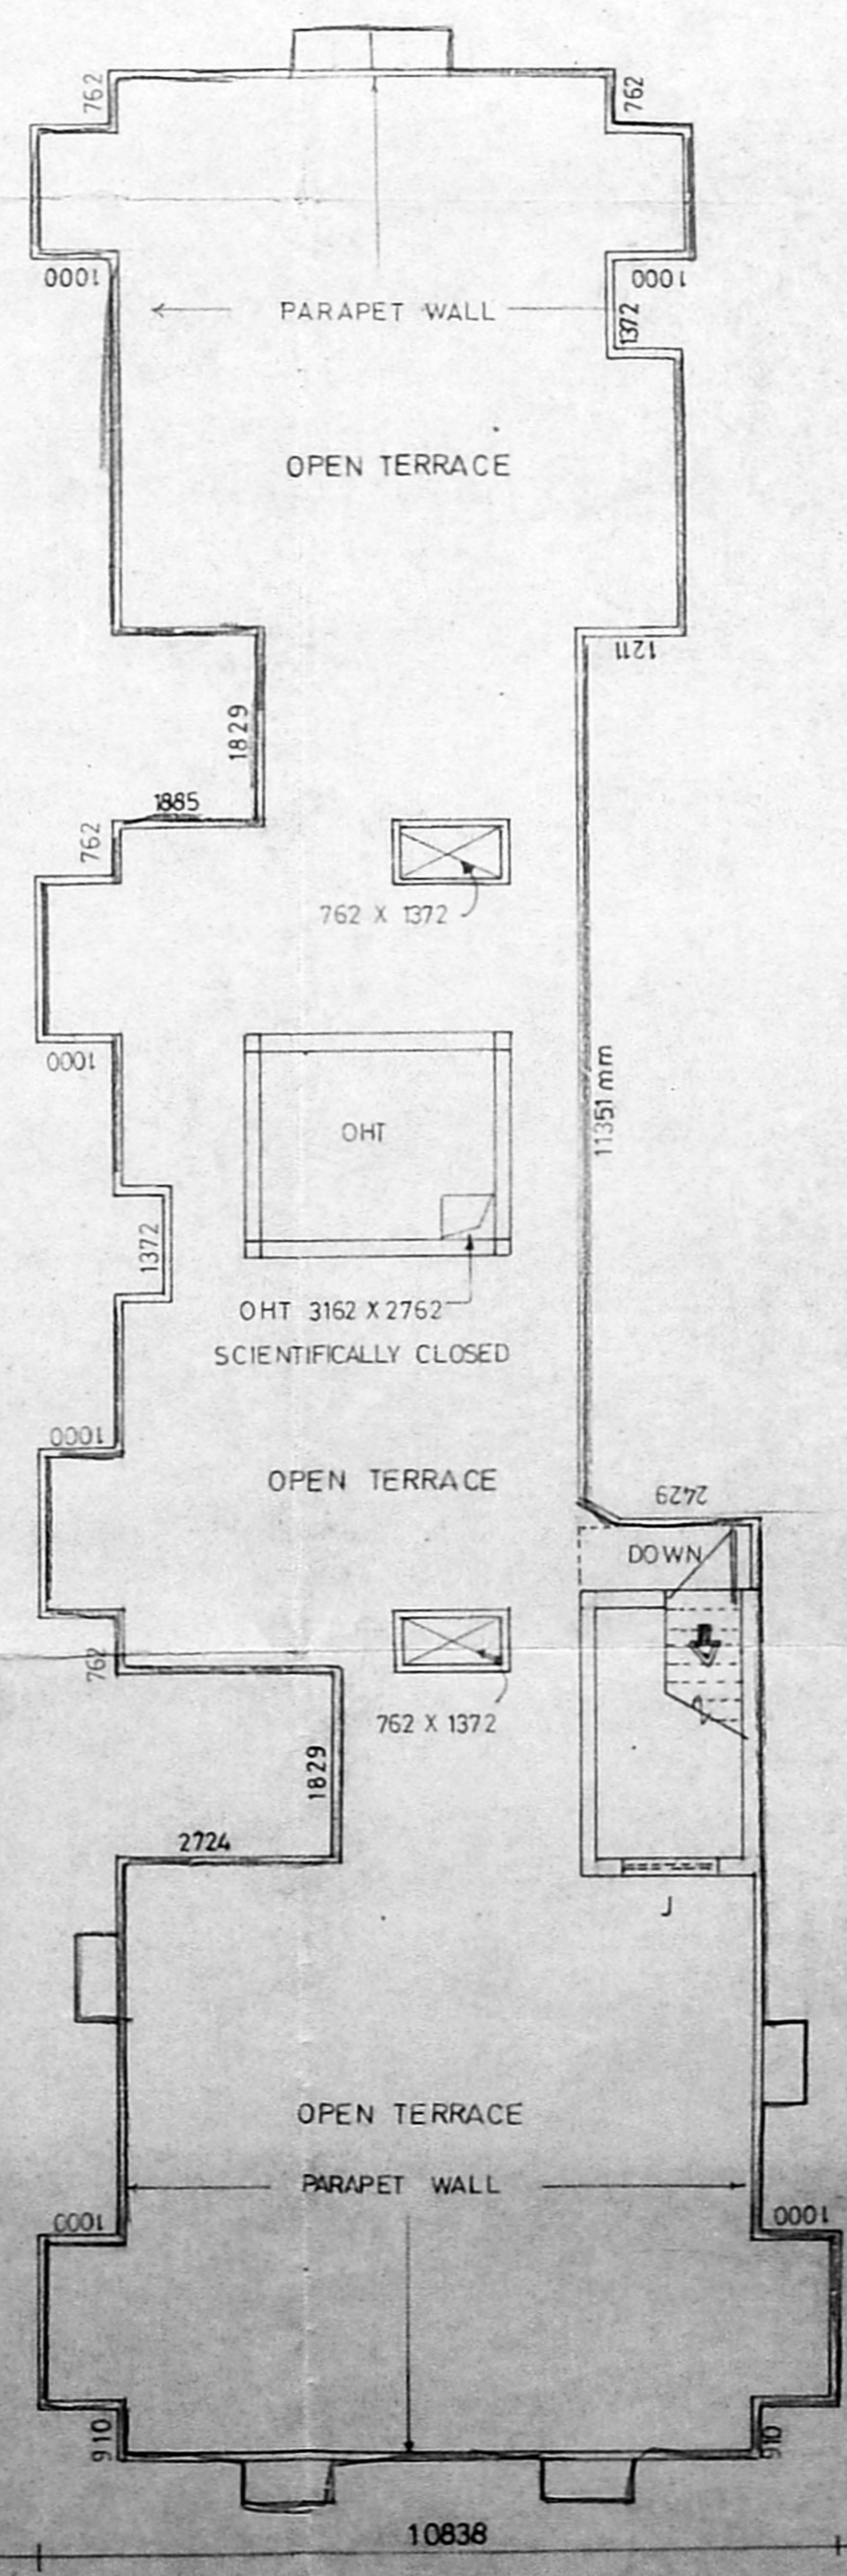 762
762
1000
1000
PARAPET WALL
1372
OPEN TERRACE
1211
1829
1885
762
762 X 1372
1000
11351 mm
OHT
1372
OHT 3162 X 2762
SCIENTIFICALLY CLOSED
1000
OPEN TERRACE
2429
DOWN
762
762 X 1372
1829
2724
J
OPEN TERRACE
PARAPET WALL
1000
1000
910
910
10838